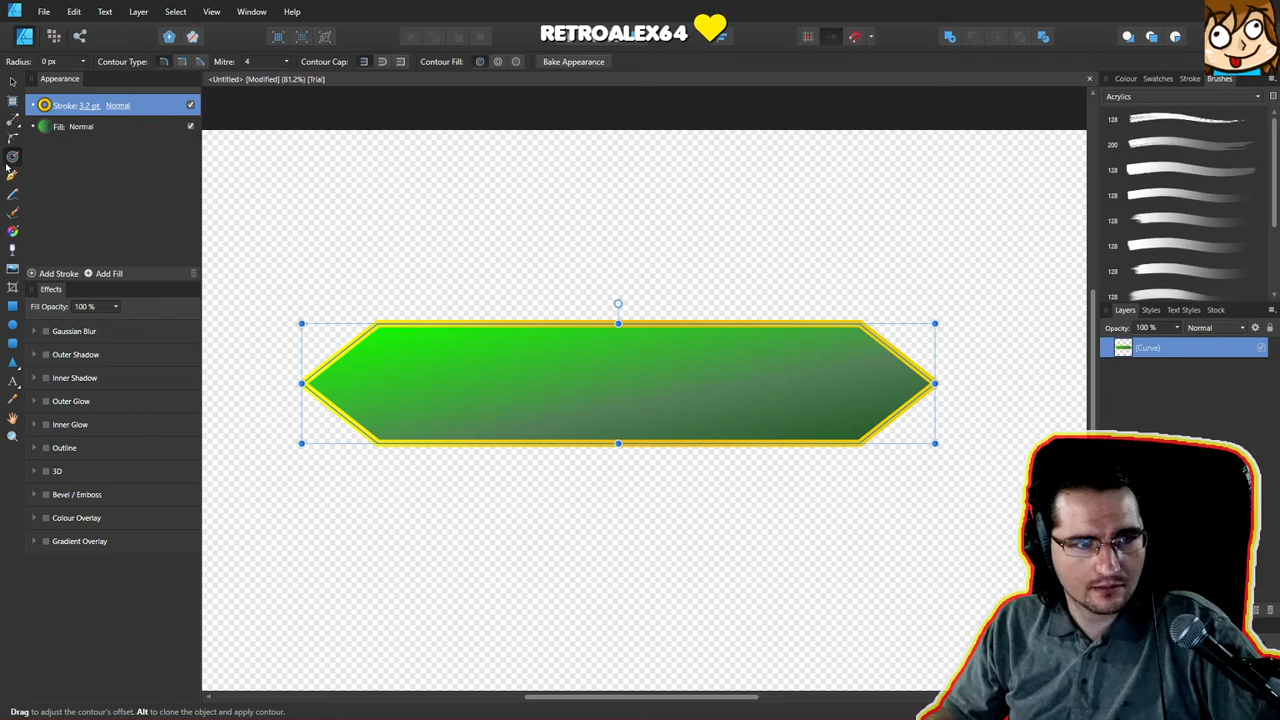 File Edit Text Layer Select View Window Help
RETROALEX64
Radius: 0 px Contour Type: Mitre: 4 Contour Cap: Contour Fill: Bake Appearance
Appearance
<Untitled> [Modified] (81.2%) [Trial]
Colour Swatches Stroke Brushes
Acrylics
Stroke: 3.2 pt Normal
Fill: Normal
128
200
128
128
128
128
128
128
Add Stroke Add Fill
Effects
Fill Opacity: 100 %
Gaussian Blur
Outer Shadow
Inner Shadow
Outer Glow
Inner Glow
Outline
3D
Bevel / Emboss
Colour Overlay
Gradient Overlay
Layers Styles Text Styles Stock
Opacity: 100 % Normal
(Curve)
Drag to adjust the contour's offset. Alt to clone the object and apply contour.